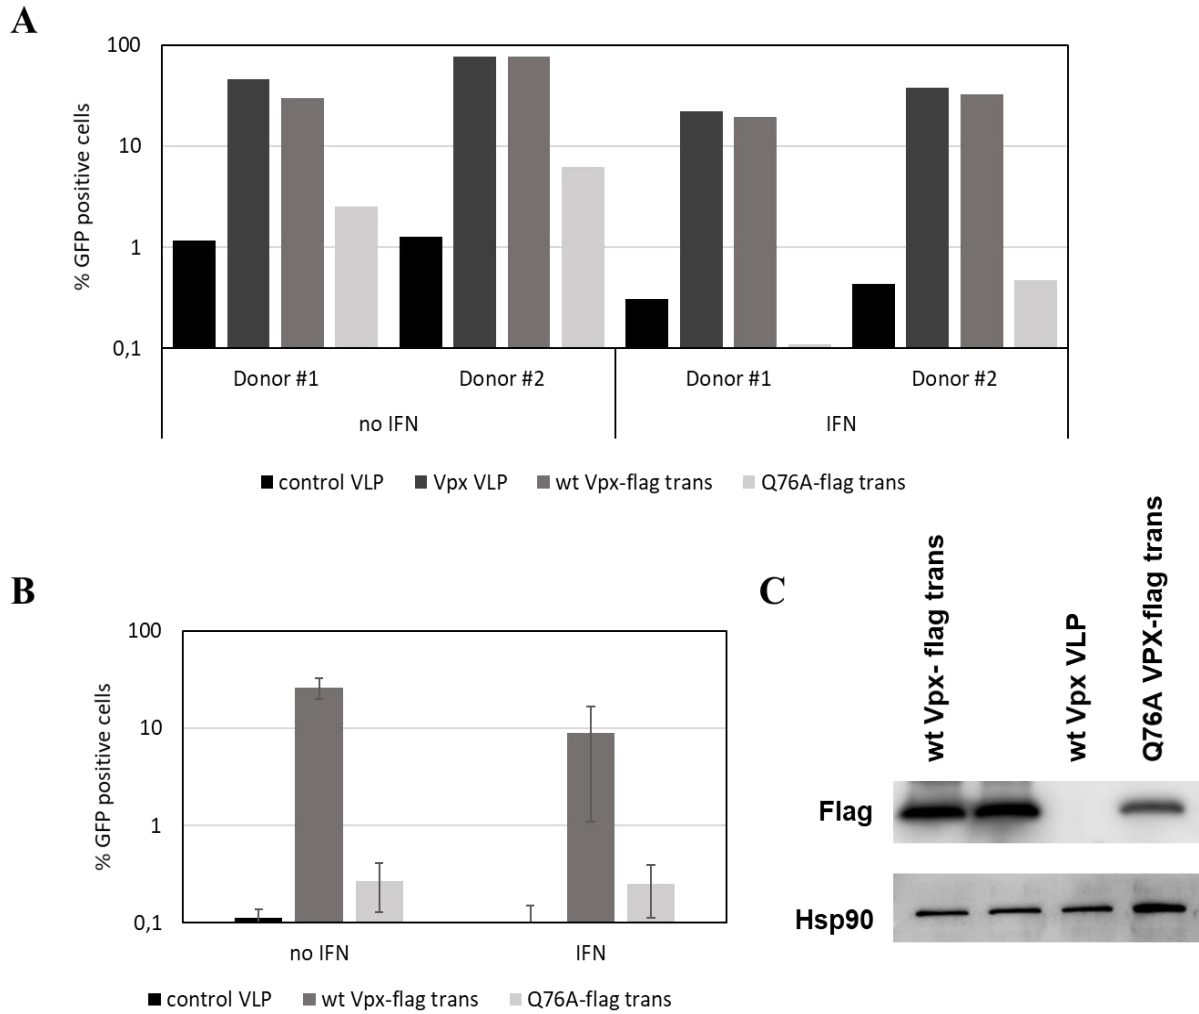 A
100
10
1
0,1
% GFP positive cells
Donor #1 Donor #2 Donor #1 Donor #2
no IFN IFN
control VLP Vpx VLP wt Vpx-flag trans Q76A-flag trans
B
100
10
1
0,1
% GFP positive cells
no IFN IFN
control VLP wt Vpx-flag trans Q76A-flag trans
C
wt Vpx- flag trans
wt Vpx VLP
Q76A VPX-flag trans
Flag
Hsp90